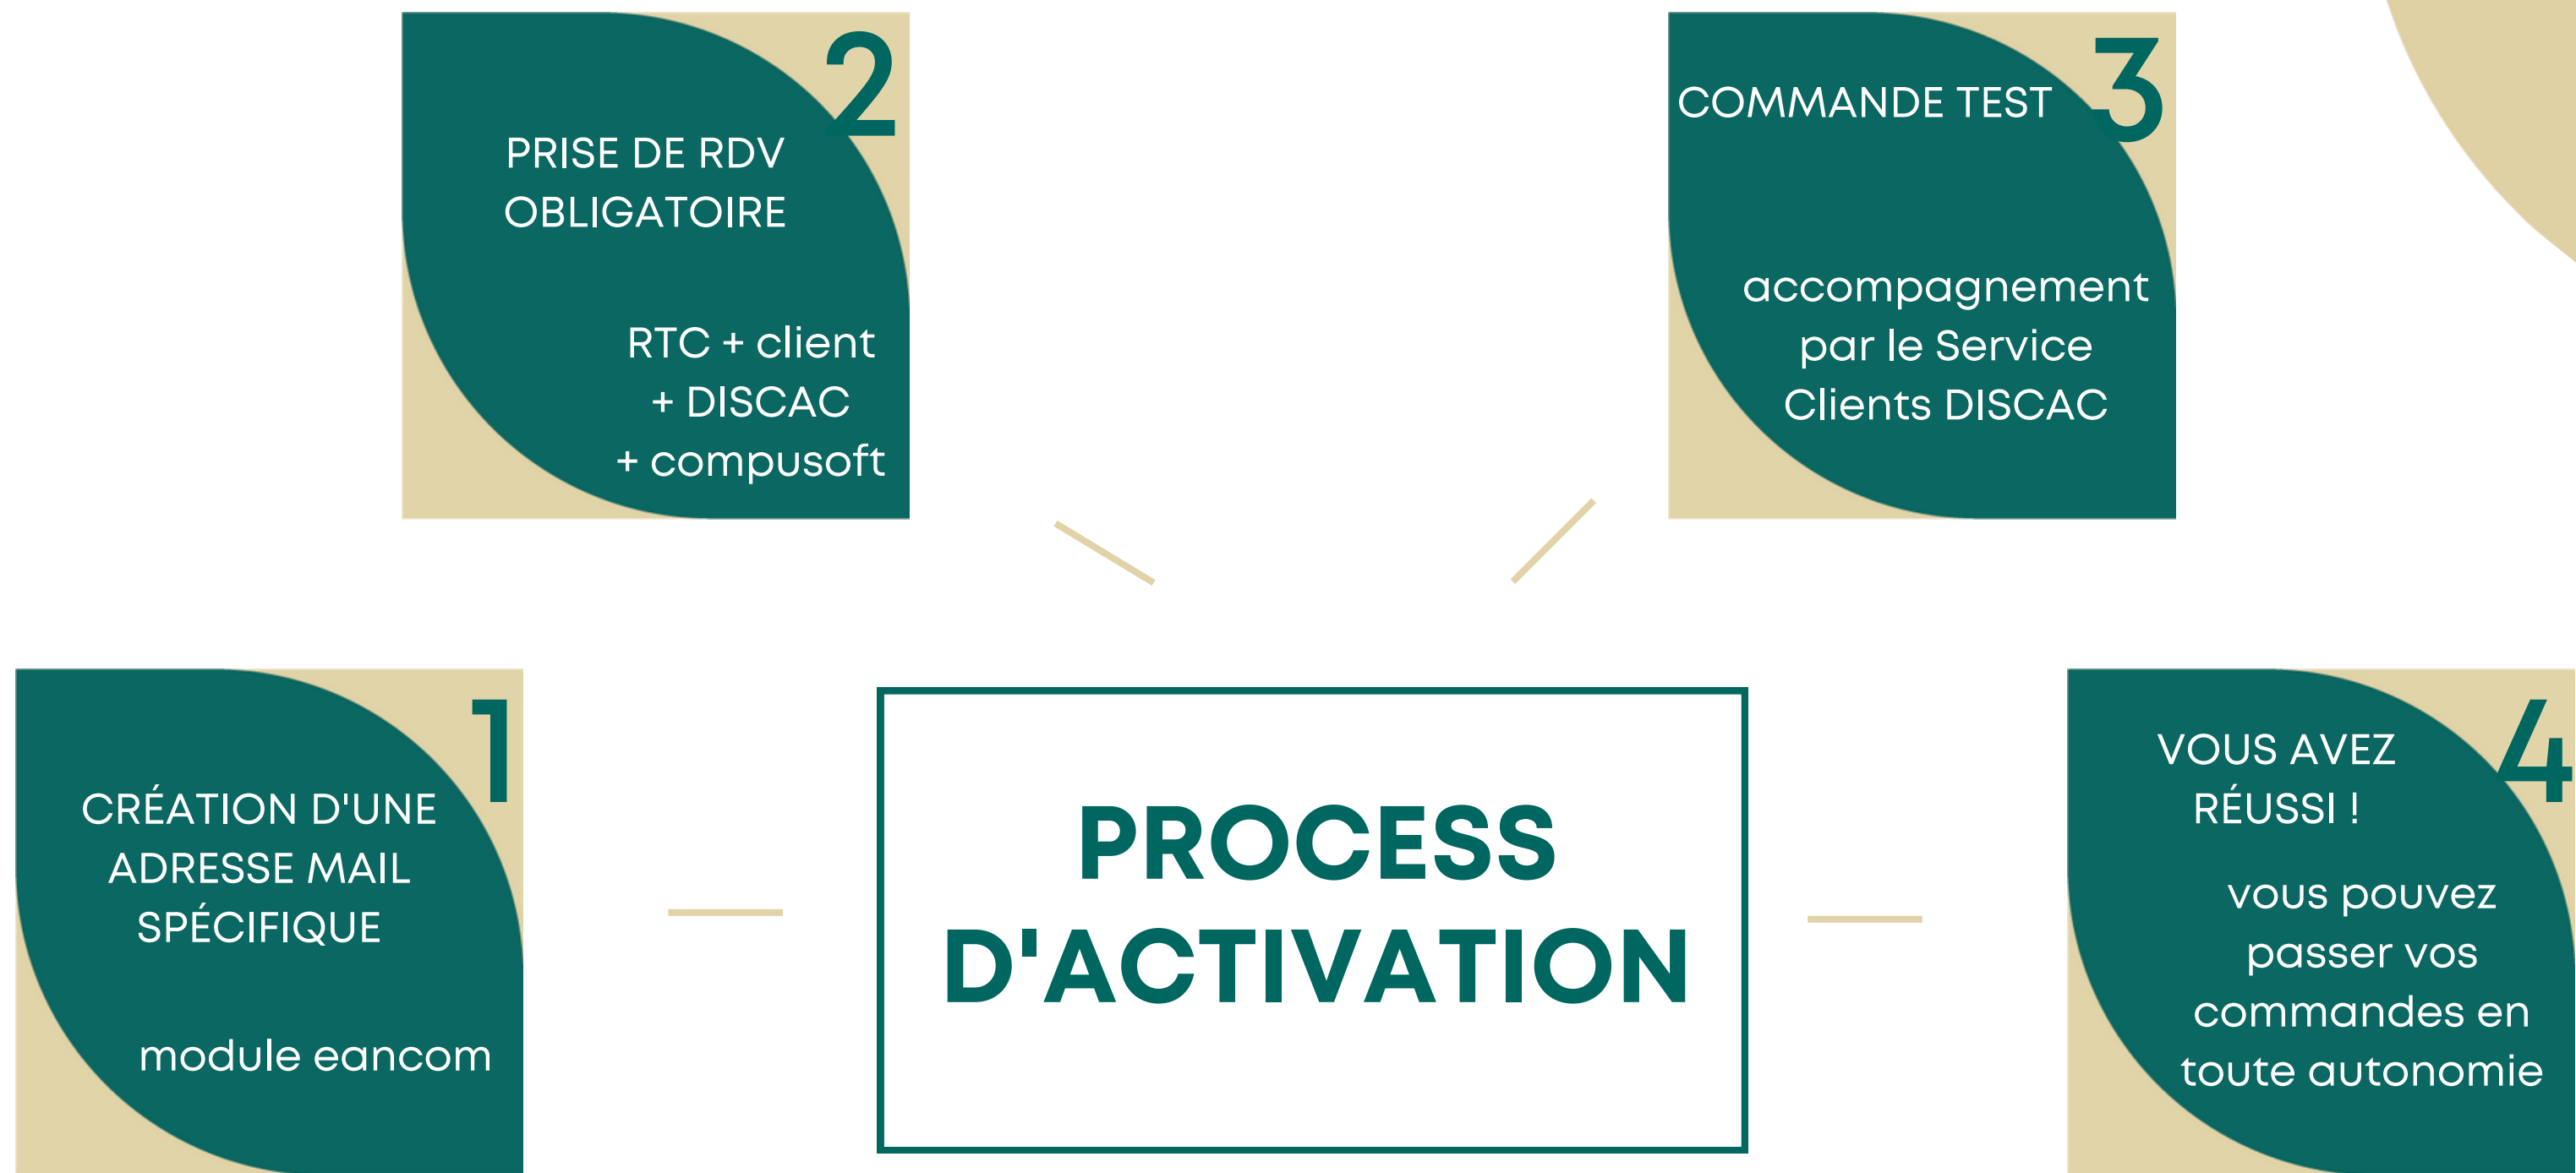 1
CRÉATION D'UNE
ADRESSE MAIL
SPÉCIFIQUE
module eancom
2
PRISE DE RDV
OBLIGATOIRE
RTC + client
+ DISCAC
+ compusoft
3
COMMANDE TEST
accompagnement
par le Service
Clients DISCAC
4
VOUS AVEZ
RÉUSSI !
vous pouvez
passer vos
commandes en
toute autonomie
PROCESS
D'ACTIVATION